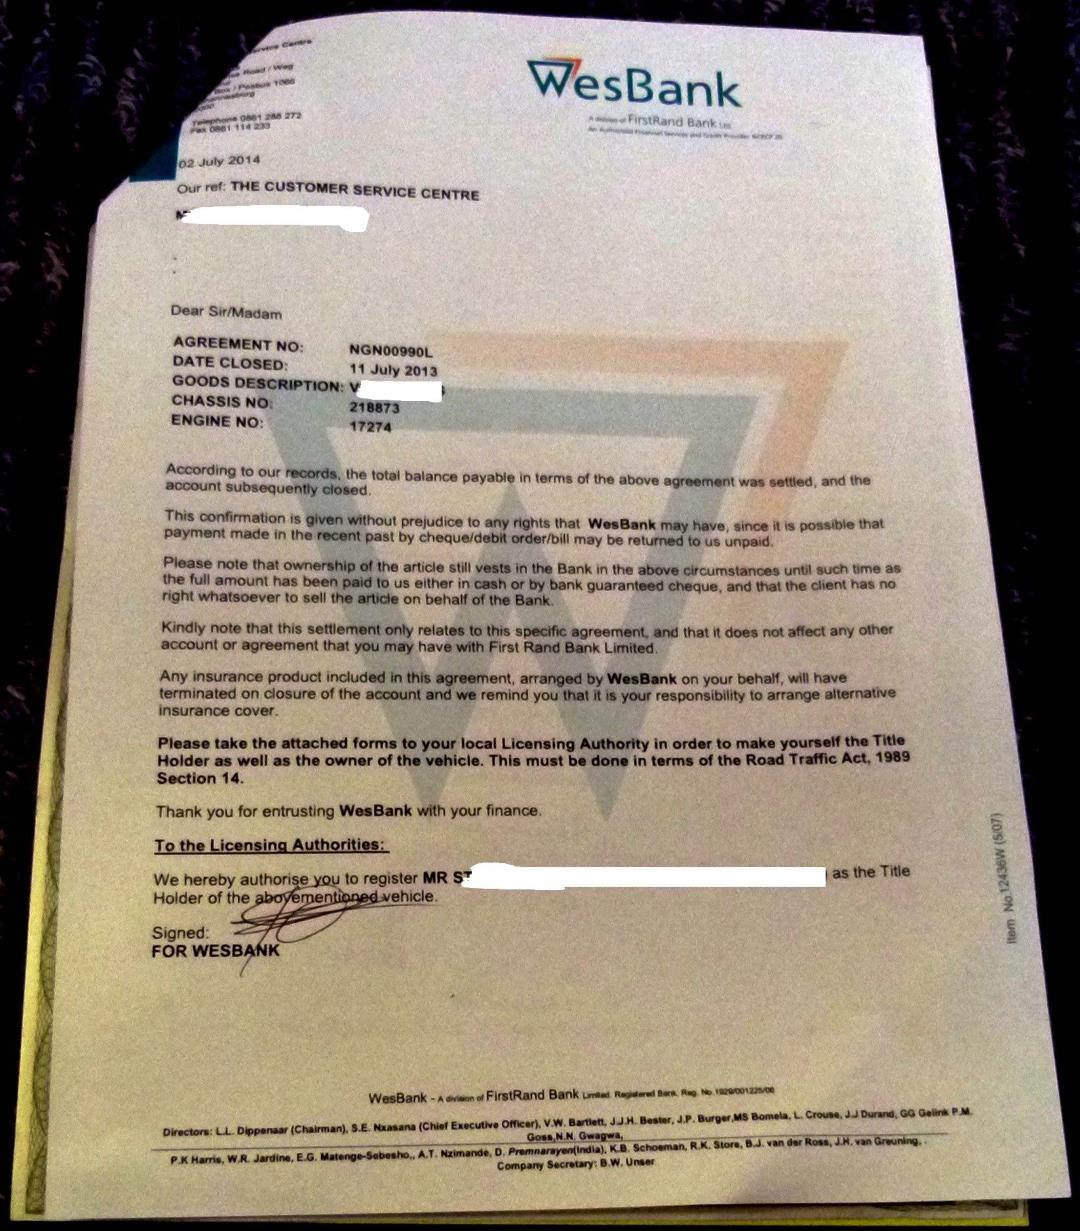 ervice Centre
Road / Weg
Box / Posbus 1066
Telephone 0861 288 272
Fax 0861 114 233
WesBank
A division of FirstRand Bank Ltd.
An Authorised Financial Services and Credit Provider
02 July 2014
Our ref: THE CUSTOMER SERVICE CENTRE
M
Dear Sir/Madam
AGREEMENT NO: NGN00990L
DATE CLOSED: 11 July 2013
GOODS DESCRIPTION: V
CHASSIS NO: 218873
ENGINE NO: 17274
According to our records, the total balance payable in terms of the above agreement was settled, and the
account subsequently closed.
This confirmation is given without prejudice to any rights that WesBank may have, since it is possible that
payment made in the recent past by cheque/debit order/bill may be returned to us unpaid.
Please note that ownership of the article still vests in the Bank in the above circumstances until such time as
the full amount has been paid to us either in cash or by bank guaranteed cheque, and that the client has no
right whatsoever to sell the article on behalf of the Bank.
Kindly note that this settlement only relates to this specific agreement, and that it does not affect any other
account or agreement that you may have with First Rand Bank Limited.
Any insurance product included in this agreement, arranged by WesBank on your behalf, will have
terminated on closure of the account and we remind you that it is your responsibility to arrange alternative
insurance cover.
Please take the attached forms to your local Licensing Authority in order to make yourself the Title
Holder as well as the owner of the vehicle. This must be done in terms of the Road Traffic Act, 1989
Section 14.
Thank you for entrusting WesBank with your finance.
To the Licensing Authorities:
We hereby authorise you to register MR ST as the Title
Holder of the abovementioned vehicle.
Signed:
FOR WESBANK
Item No.12436W (5/07)
WesBank - A division of FirstRand Bank Limited. Registered Bank. Reg. No. 1929/001225/06
Directors: L.L. Dippenaar (Chairman), S.E. Nxasana (Chief Executive Officer), V.W. Bartlett, J.J.H. Bester, J.P. Burger,MS Bomela, L. Crouse, J.J Durand, GG Gelink P.M.
Goss,N.N. Gwagwa,
P.K Harris, W.R. Jardine, E.G. Matenge-Sebesho,, A.T. Nzimande, D. Premnarayen(India), K.B. Schoeman, R.K. Store, B.J. van der Ross, J.H. van Greuning, .
Company Secretary: B.W. Unser